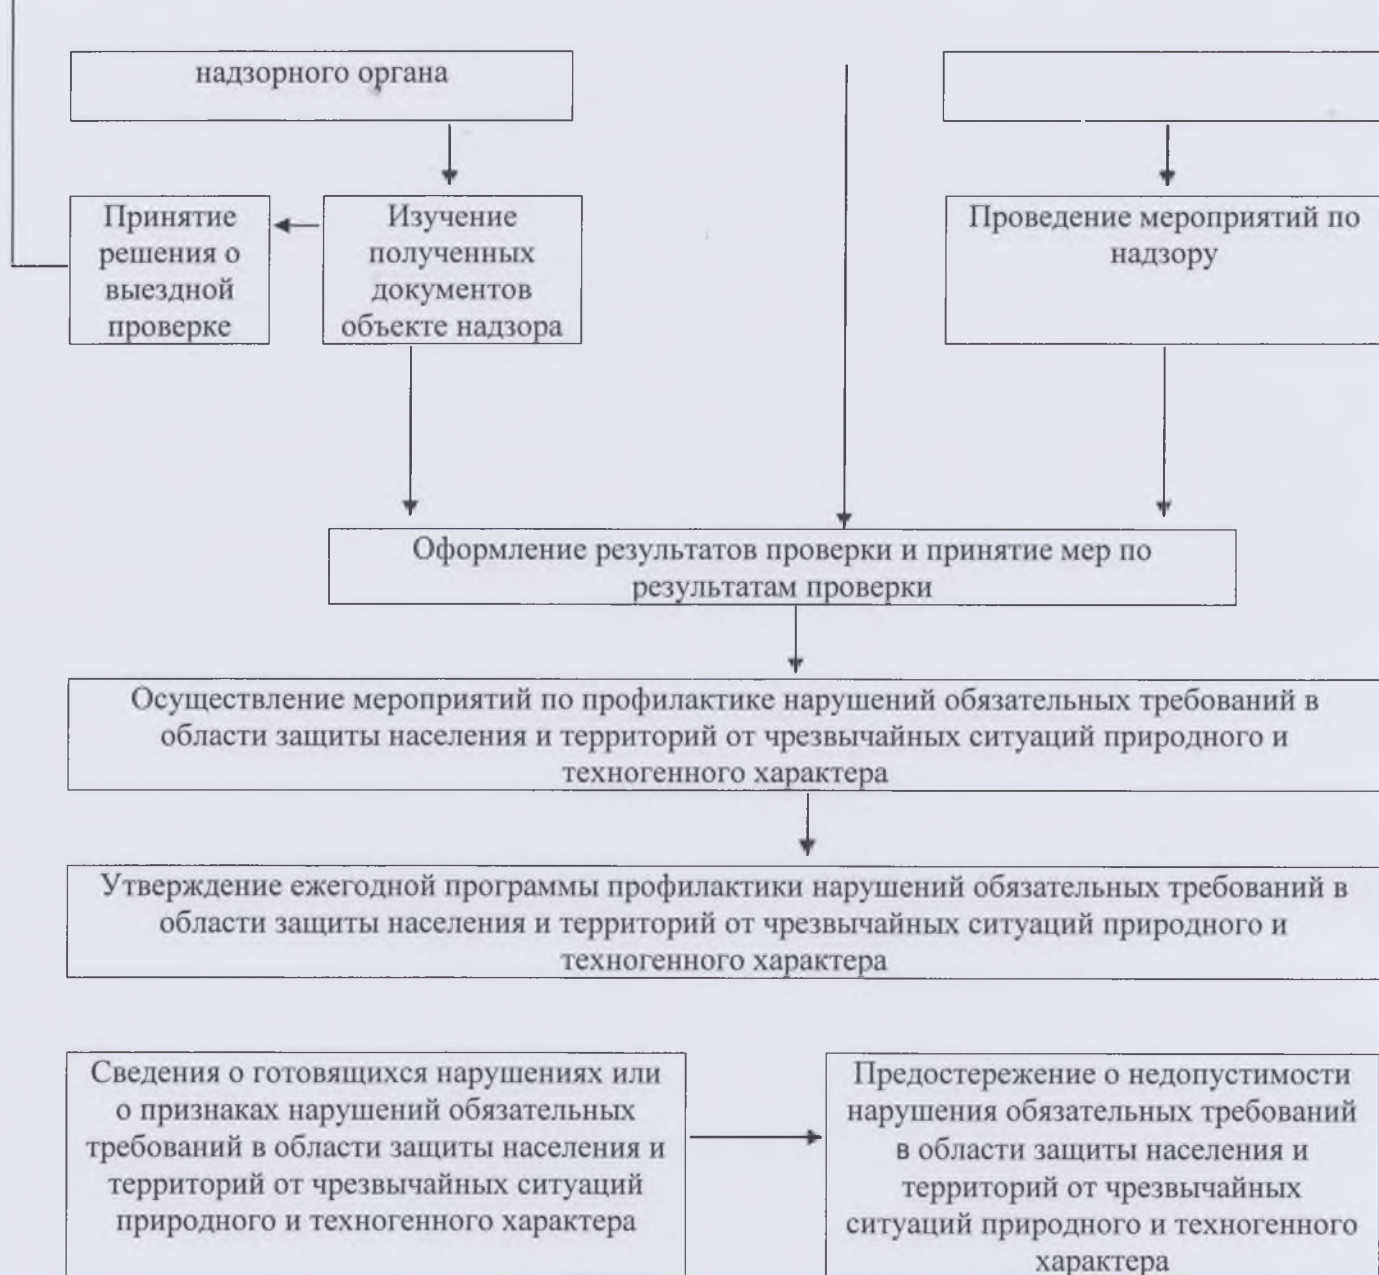 надзорного органа
Принятие
решения о
выездной
проверке
Изучение
полученных
документов
объекте надзора
Проведение мероприятий по
надзору
Оформление результатов проверки и принятие мер по
результатам проверки
Осуществление мероприятий по профилактике нарушений обязательных требований в
области защиты населения и территорий от чрезвычайных ситуаций природного и
техногенного характера
Утверждение ежегодной программы профилактики нарушений обязательных требований в
области защиты населения и территорий от чрезвычайных ситуаций природного и
техногенного характера
Сведения о готовящихся нарушениях или
о признаках нарушений обязательных
требований в области защиты населения и
территорий от чрезвычайных ситуаций
природного и техногенного характера
Предостережение о недопустимости
нарушения обязательных требований
в области защиты населения и
территорий от чрезвычайных
ситуаций природного и техногенного
характера